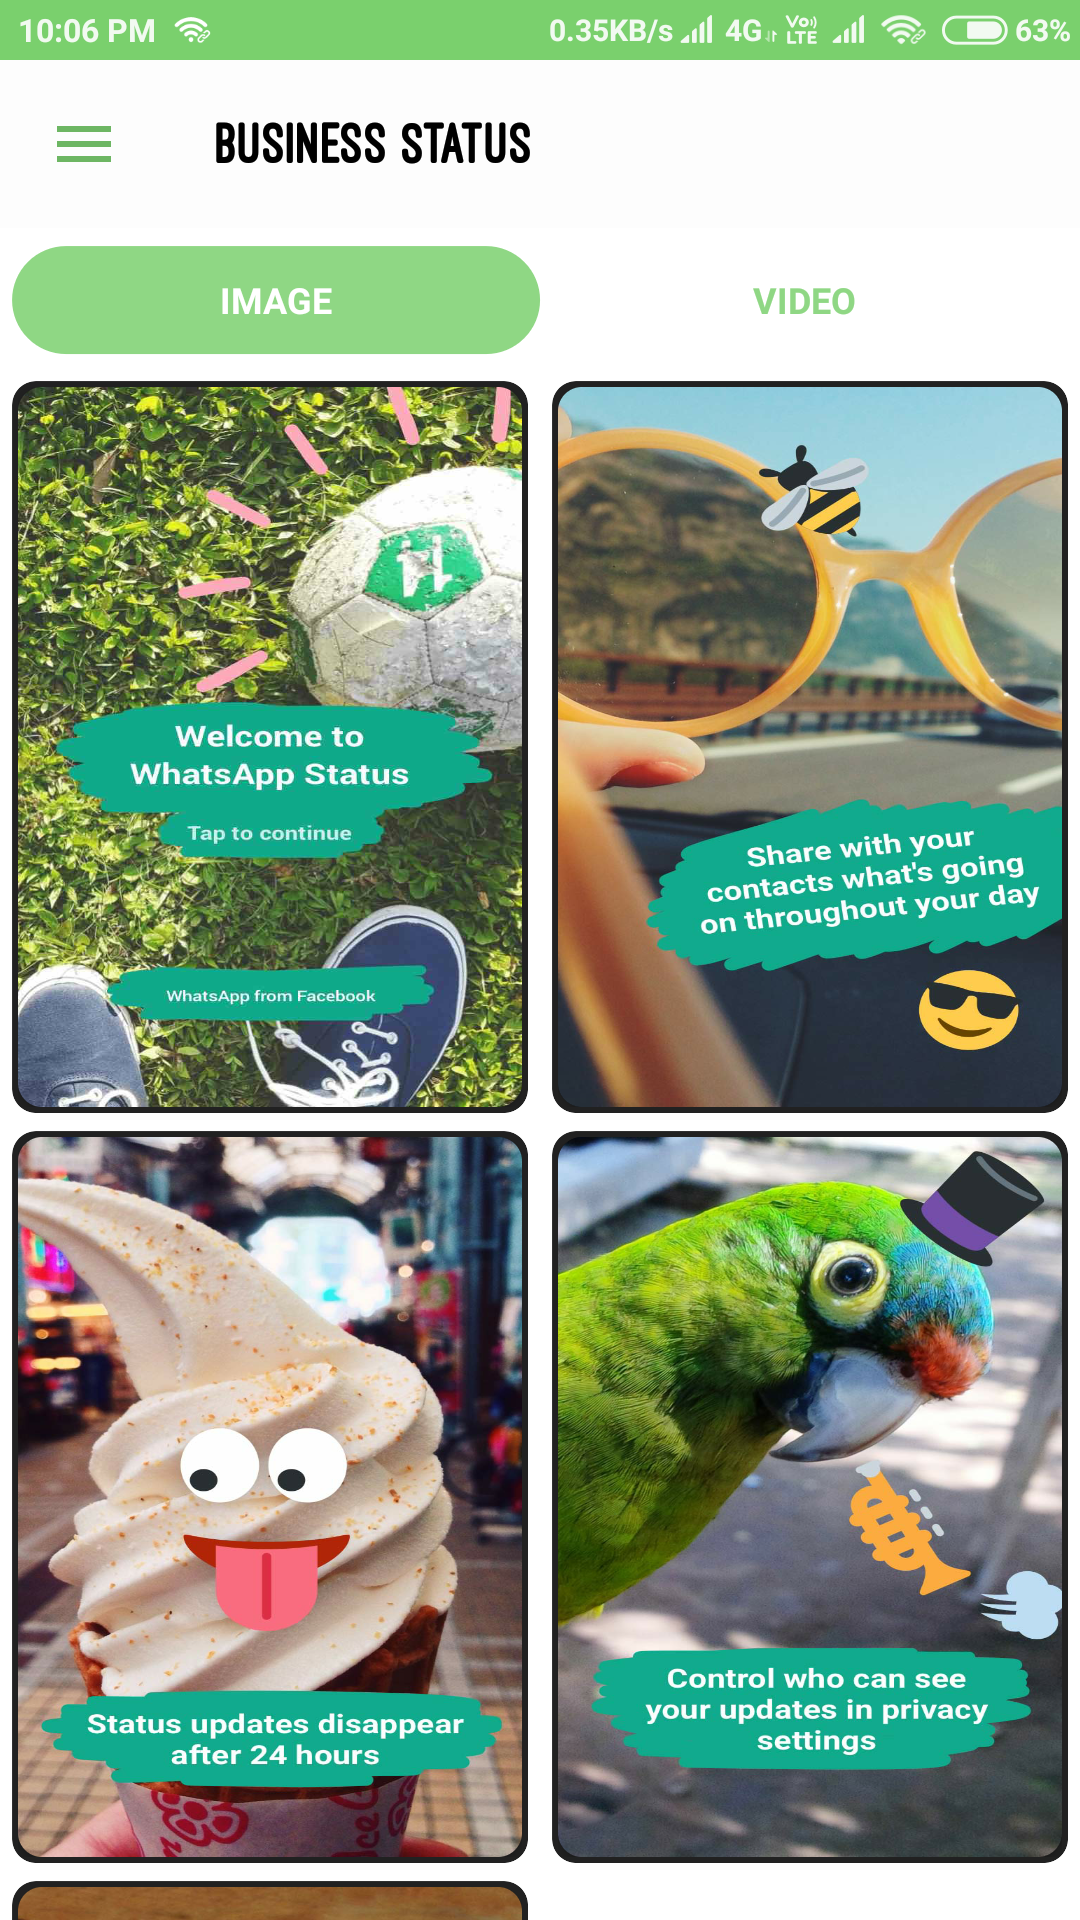 10:06 PM 0.35KB/s 4G Vo LTE 63%
BUSINESS STATUS
IMAGE VIDEO
Welcome to
WhatsApp Status
Tap to continue
WhatsApp from Facebook
Share with your
contacts what's going
on throughout your day
Status updates disappear
after 24 hours
Control who can see
your updates in privacy
settings